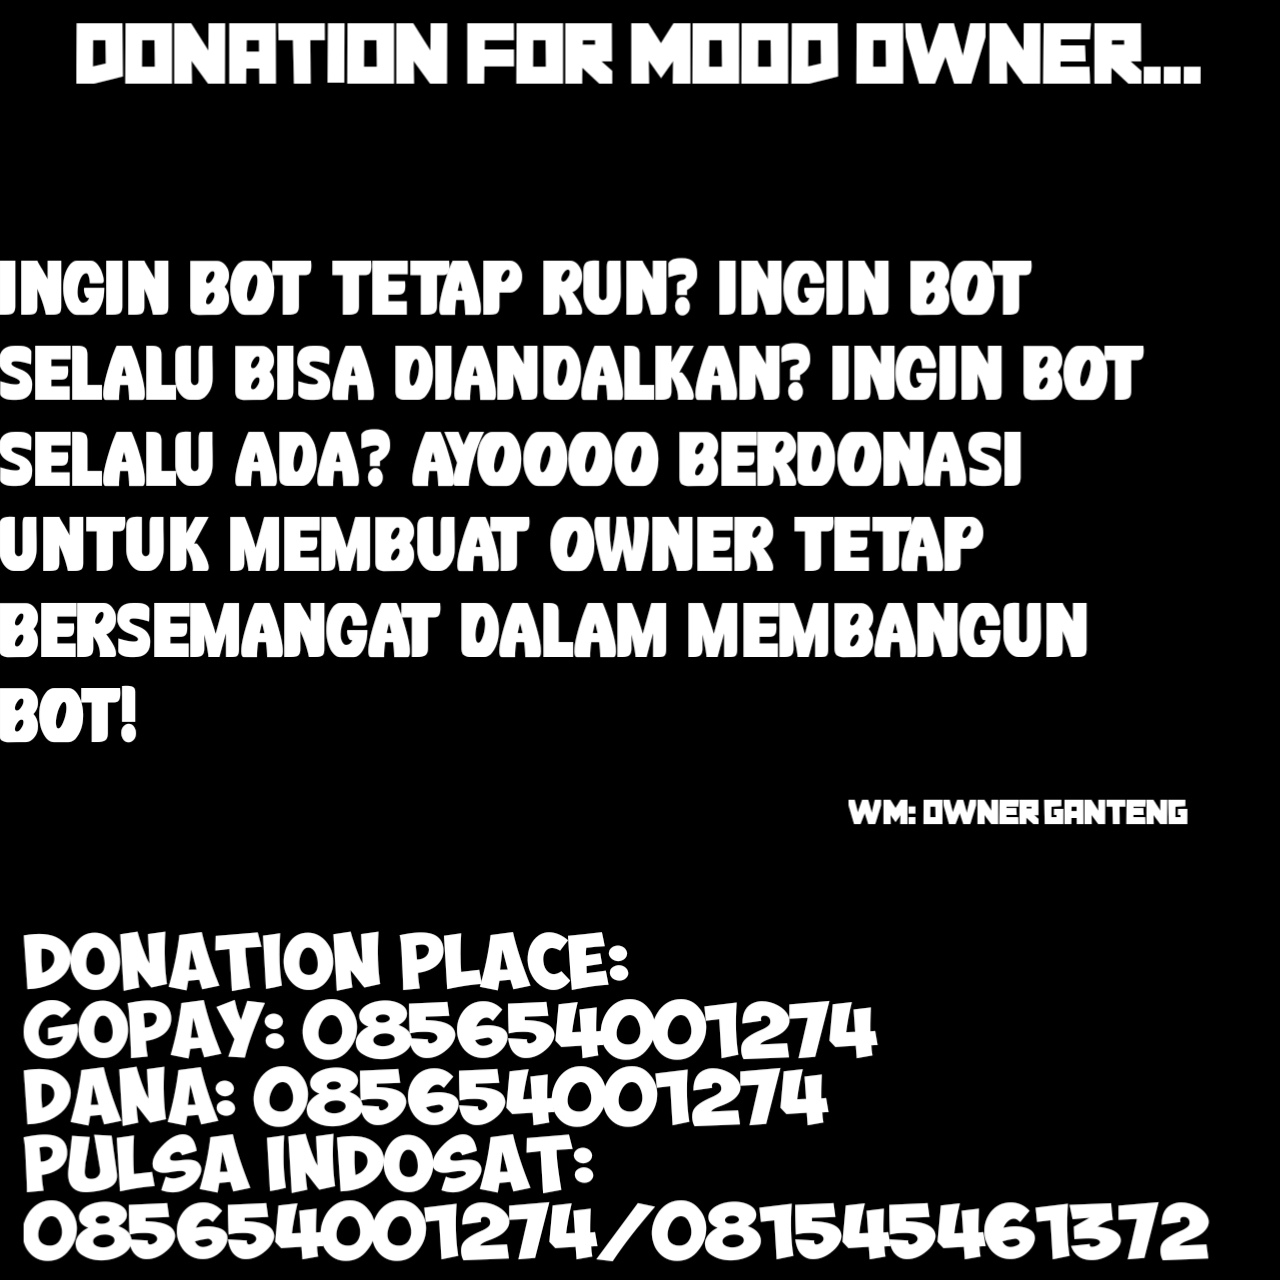 DONATION FOR MOOD OWNER...
INGIN BOT TETAP RUN? INGIN BOT
SELALU BISA DIANDALKAN? INGIN BOT
SELALU ADA? AYOOOO BERDONASI
UNTUK MEMBUAT OWNER TETAP
BERSEMANGAT DALAM MEMBANGUN
BOT!
WM: OWNER GANTENG
DONATION PLACE:
GOPAY: 085654001274
DANA: 085654001274
PULSA INDOSAT:
085654001274/081545461372